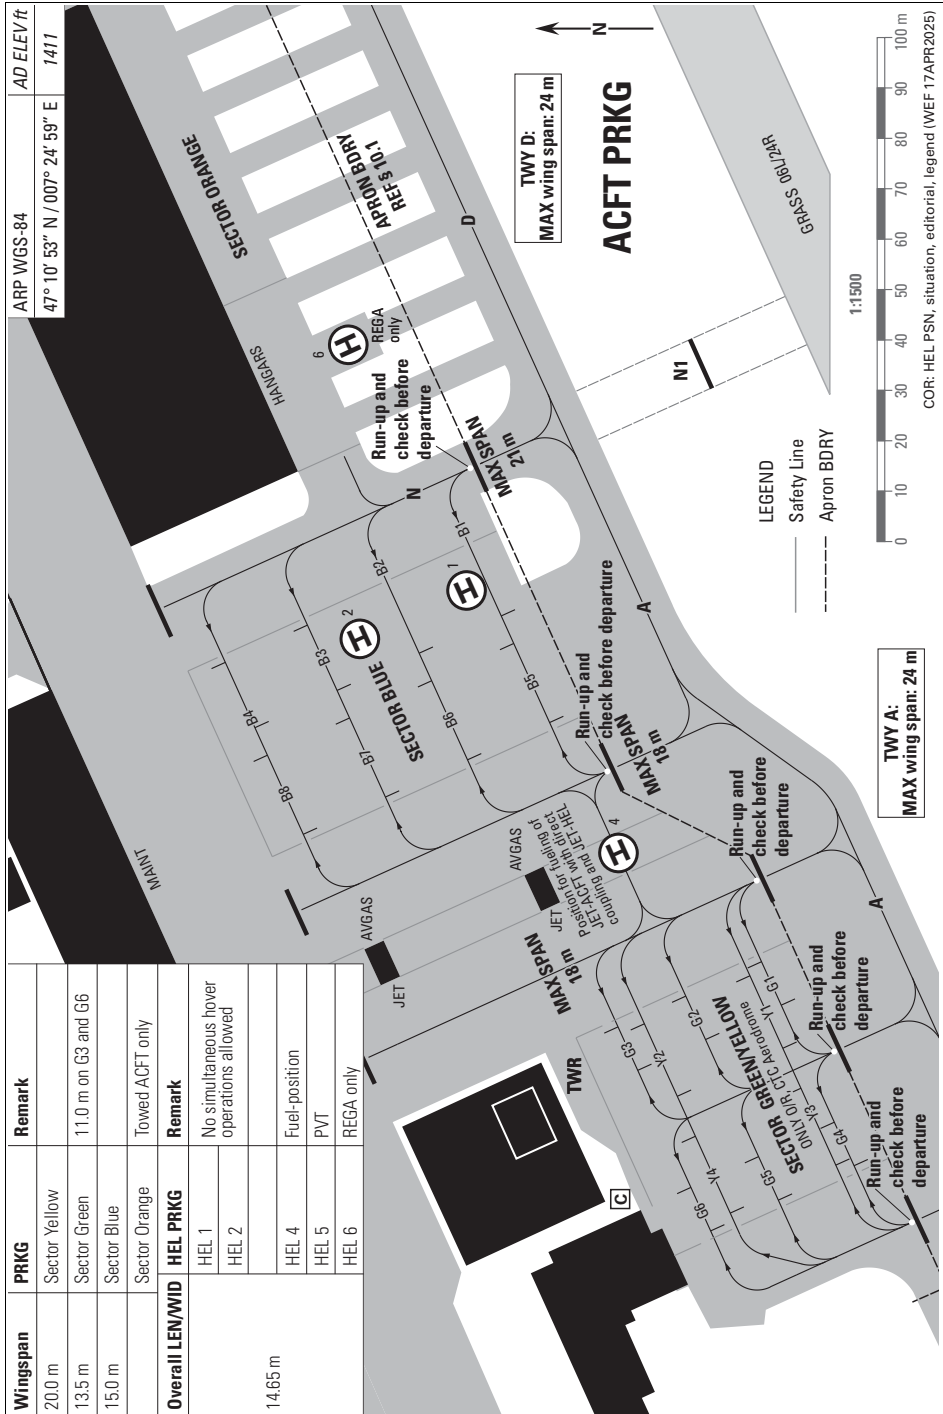 Wingspan PRKG Remark
20.0 m Sector Yellow
13.5 m Sector Green 11.0 m on G3 and G6
15.0 m Sector Blue
Sector Orange Towed ACFT only
Overall LEN/WID HEL PRKG Remark
14.65 m
HEL 1 No simultaneous hover
HEL 2 operations allowed
HEL 4 Fuel-position
HEL 5 PVT
HEL 6 REGA only
ARP WGS-84 AD ELEV ft
47° 10′ 53″ N / 007° 24′ 59″ E 1411
MAINT
HANGARS
SECTOR ORANGE
AVGAS
JET
AVGAS
JET
Position for fueling of
JET-ACFT with direct
coupling and JET-HEL
4
MAX SPAN
18 m
TWR
C
B8
B4
B7
B3
2
SECTOR BLUE
B6
B2
B5
B1
1
N
6
REGA
only
APRON BDRY
REF § 10.1
Run-up and
check before
departure
MAX SPAN
21 m
D
Run-up and
check before departure
MAX SPAN
18 m
A
G6
G3
Y4
Y2
G5
G2
SECTOR GREEN/YELLOW
ONLY O/R, CTC Aerodrome
Y3
Y1
G4
G1
Run-up and
check before
departure
Run-up and
check before
departure
Run-up and
check before
departure
A
N1
GRASS 06L/24R
N
TWY D:
MAX wing span: 24 m
ACFT PRKG
TWY A:
MAX wing span: 24 m
LEGEND
Safety Line
Apron BDRY
1:1500
0 10 20 30 40 50 60 70 80 90 100 m
COR: HEL PSN, situation, editorial, legend (WEF 17APR2025)